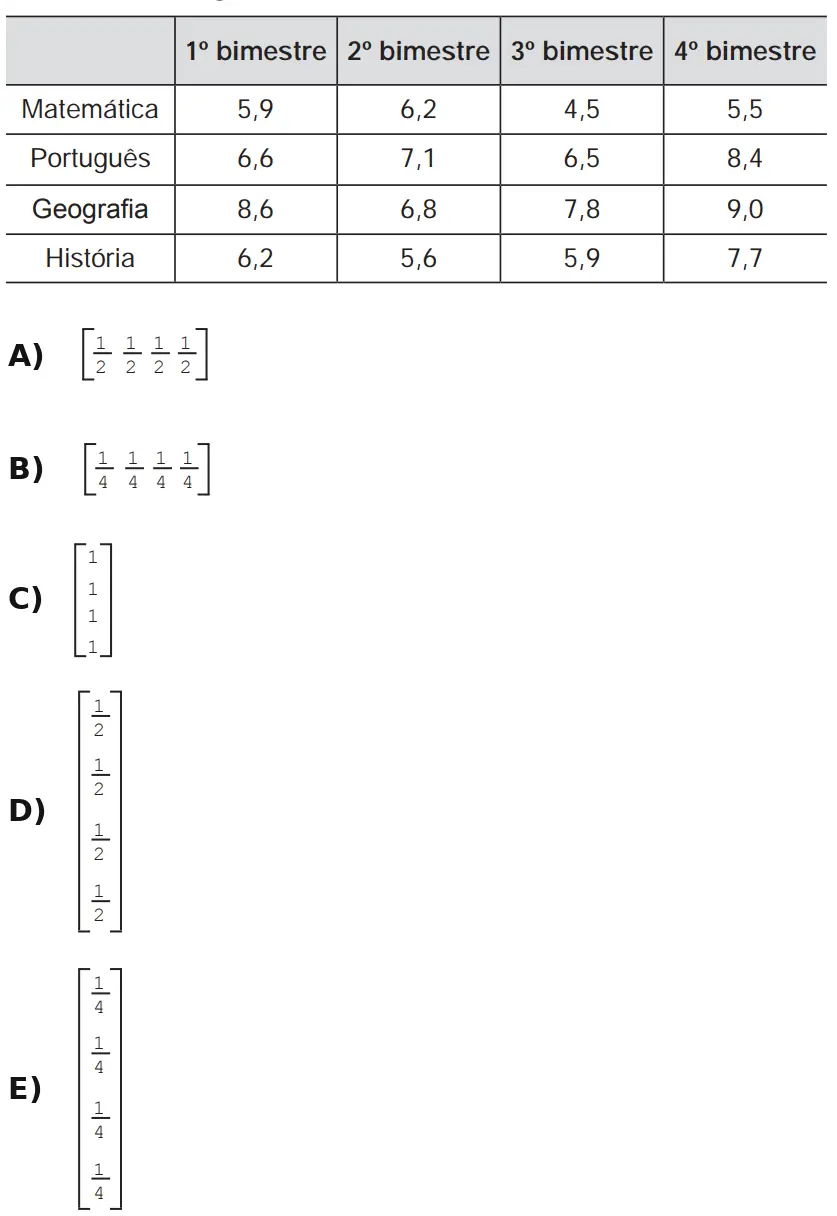 1º bimestre 2º bimestre 3º bimestre 4º bimestre
Matemática 5,9 6,2 4,5 5,5
Português 6,6 7,1 6,5 8,4
Geografia 8,6 6,8 7,8 9,0
História 6,2 5,6 5,9 7,7
A) [1/2 1/2 1/2 1/2]
B) [1/4 1/4 1/4 1/4]
C) [1
1
1
1]
D) [1/2
1/2
1/2
1/2]
E) [1/4
1/4
1/4
1/4]